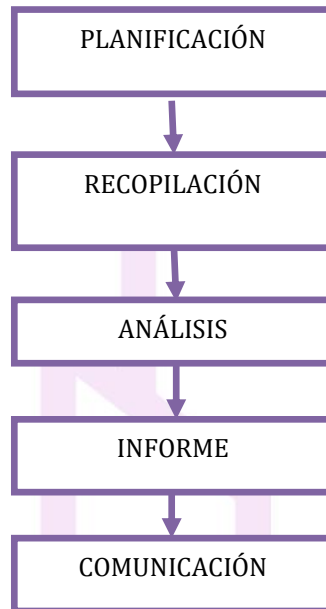 PLANIFICACIÓN
RECOPILACIÓN
ANÁLISIS
INFORME
COMUNICACIÓN